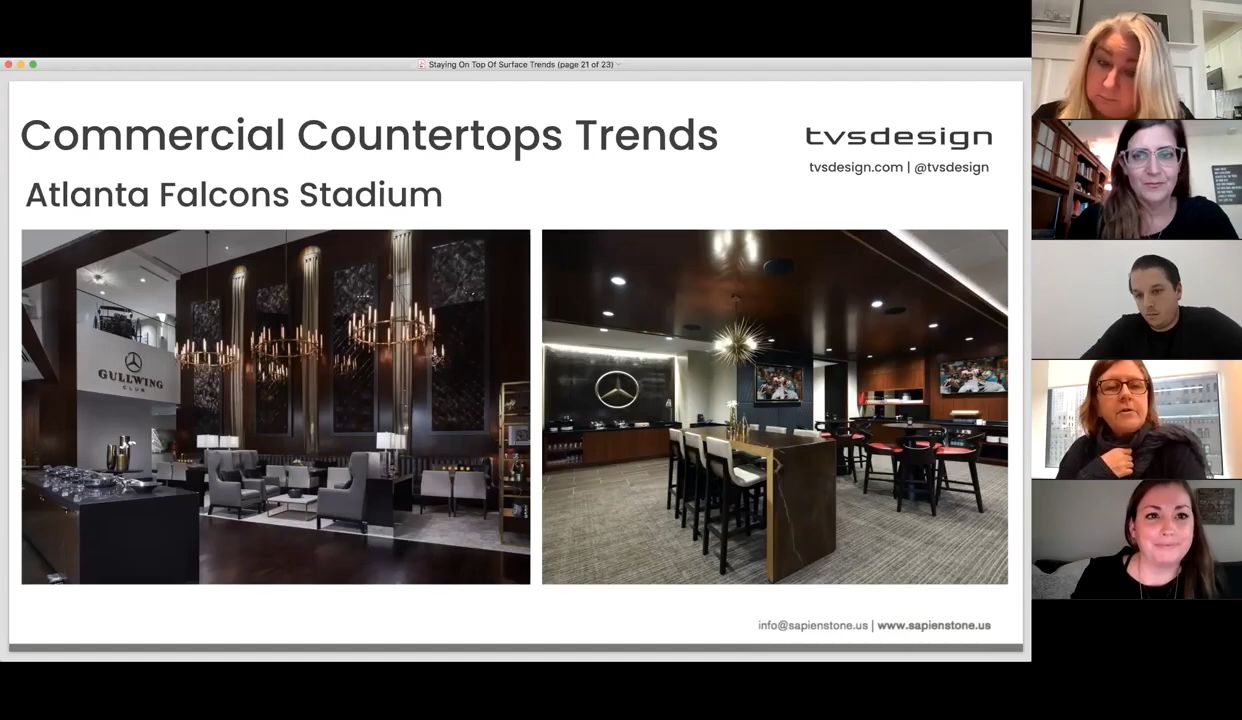 Staying On Top Of Surface Trends (page 21 of 23)
Commercial Countertops Trends
Atlanta Falcons Stadium
tvsdesign
tvsdesign.com | @tvsdesign
GULLWING
CLUB
info@sapienstone.us | www.sapienstone.us